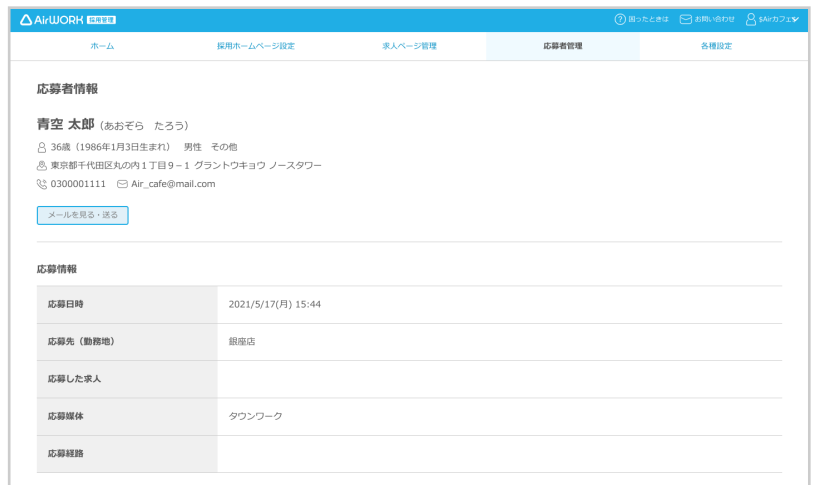 AirWORK 採用管理
困ったときは お問い合わせ $Airカフェ
ホーム 採用ホームページ設定 求人ページ管理 応募者管理 各種設定
応募者情報
青空 太郎（あおぞら たろう）
36歳（1986年1月3日生まれ） 男性 その他
東京都千代田区丸の内１丁目９−１ グラントウキョウ ノースタワー
0300001111 Air_cafe@mail.com
メールを見る・送る
応募情報
応募日時 2021/5/17(月) 15:44
応募先（勤務地） 銀座店
応募した求人
応募媒体 タウンワーク
応募経路